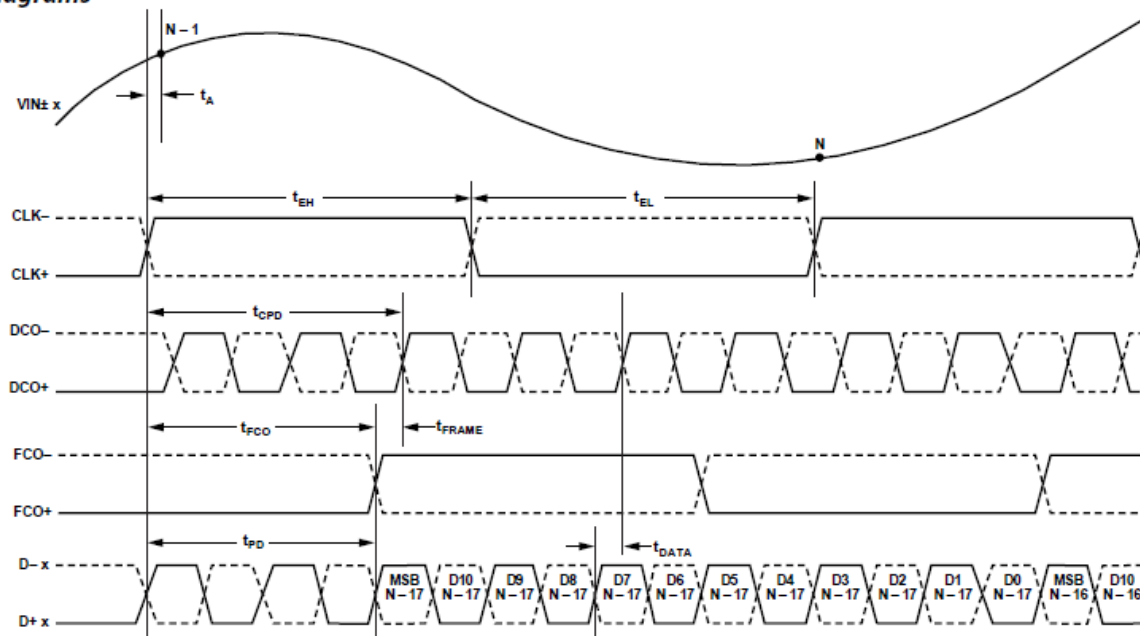 N – 1
VIN± x
tA
N
tEH
tEL
CLK–
CLK+
tCPD
DCO–
DCO+
tFCO
tFRAME
FCO–
FCO+
tPD
tDATA
D– x
MSB D10 D9 D8 D7 D6 D5 D4 D3 D2 D1 D0 MSB D10
N – 17 N – 17 N – 17 N – 17 N – 17 N – 17 N – 17 N – 17 N – 17 N – 17 N – 17 N – 17 N – 16 N – 16
D+ x